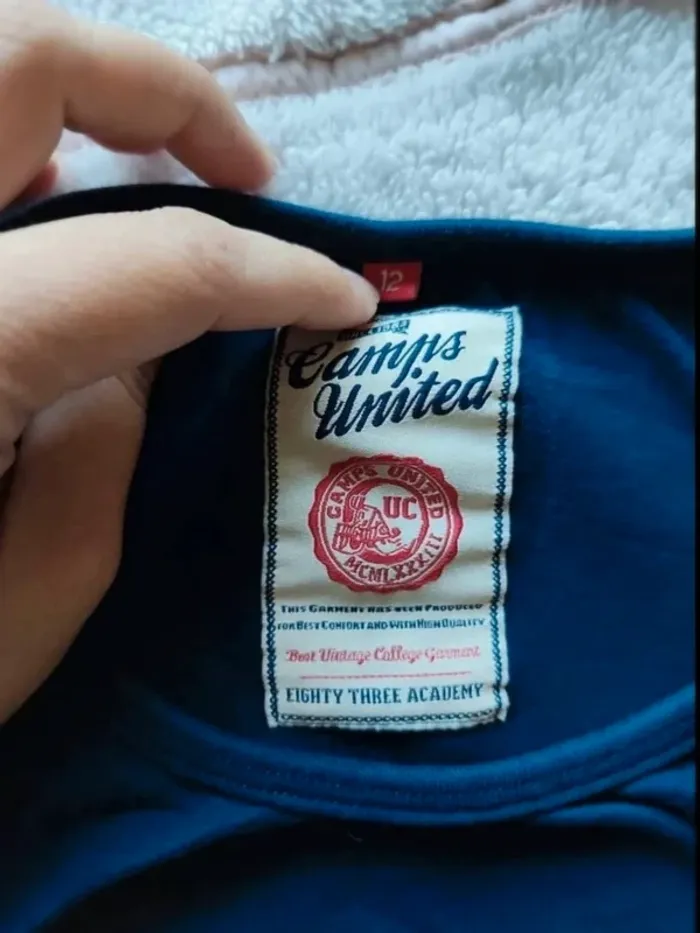 12
Camps
United
CAMPS UNITED
UC
MCMLXXXIII
THIS GARMENT HAS BEEN PRODUCED
FOR BEST COMFORT AND WITH HIGH QUALITY
Best Vintage College Garment
EIGHTY THREE ACADEMY